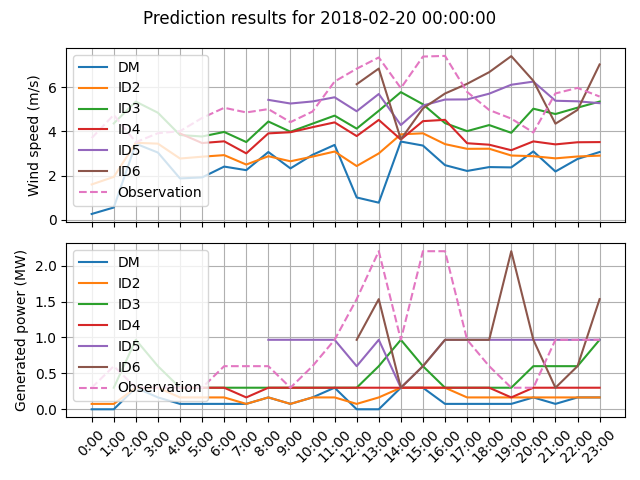 Prediction results for 2018-02-20 00:00:00
Wind speed (m/s)
6
4
2
0
DM
ID2
ID3
ID4
ID5
ID6
Observation
Generated power (MW)
2.0
1.5
1.0
0.5
0.0
DM
ID2
ID3
ID4
ID5
ID6
Observation
0:00
1:00
2:00
3:00
4:00
5:00
6:00
7:00
8:00
9:00
10:00
11:00
12:00
13:00
14:00
15:00
16:00
17:00
18:00
19:00
20:00
21:00
22:00
23:00